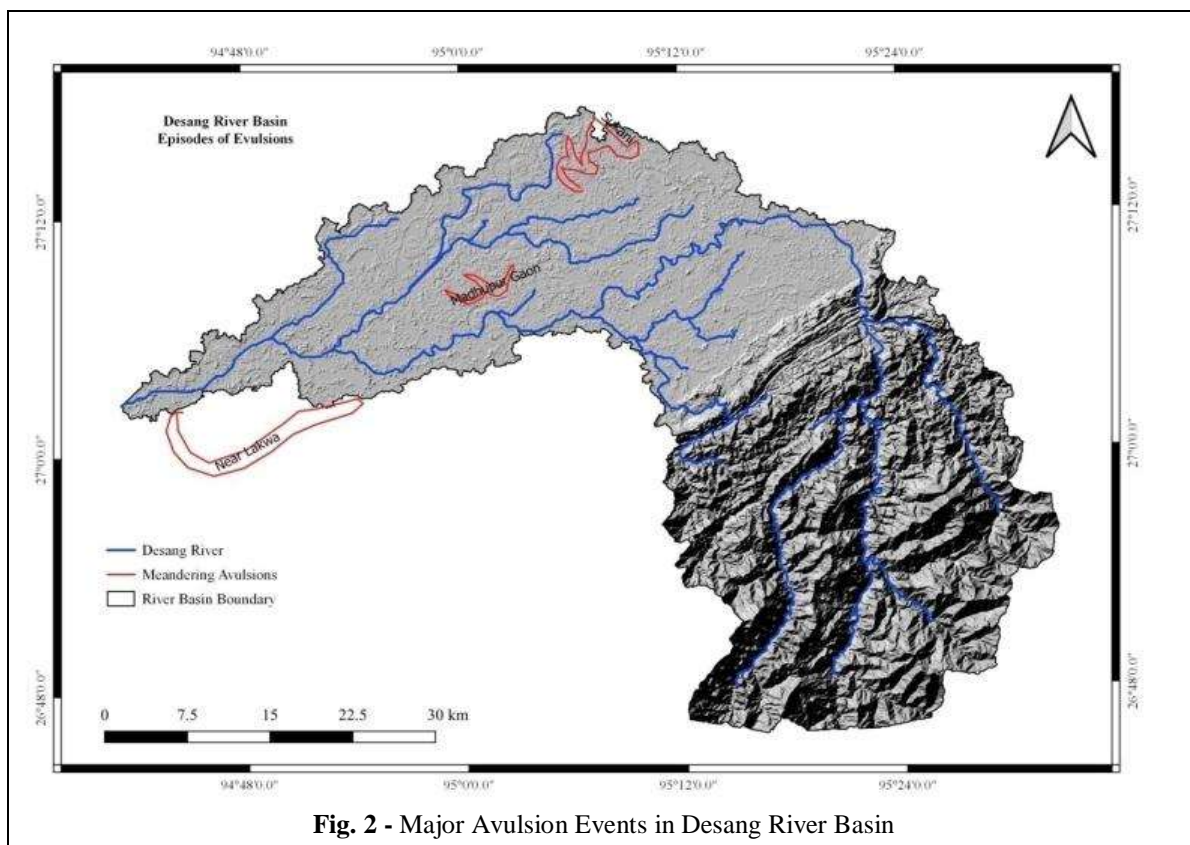 94°48'0.0" 95°0'0.0" 95°12'0.0" 95°24'0.0"
Desang River Basin
Episodes of Evulsions
27°12'0.0" 27°12'0.0"
Madhupur Gaon
Near Lakwa
27°0'0.0" 27°0'0.0"
Desang River
Meandering Avulsions
River Basin Boundary
26°48'0.0" 26°48'0.0"
0 7.5 15 22.5 30 km
94°48'0.0" 95°0'0.0" 95°12'0.0" 95°24'0.0"
Fig. 2 - Major Avulsion Events in Desang River Basin